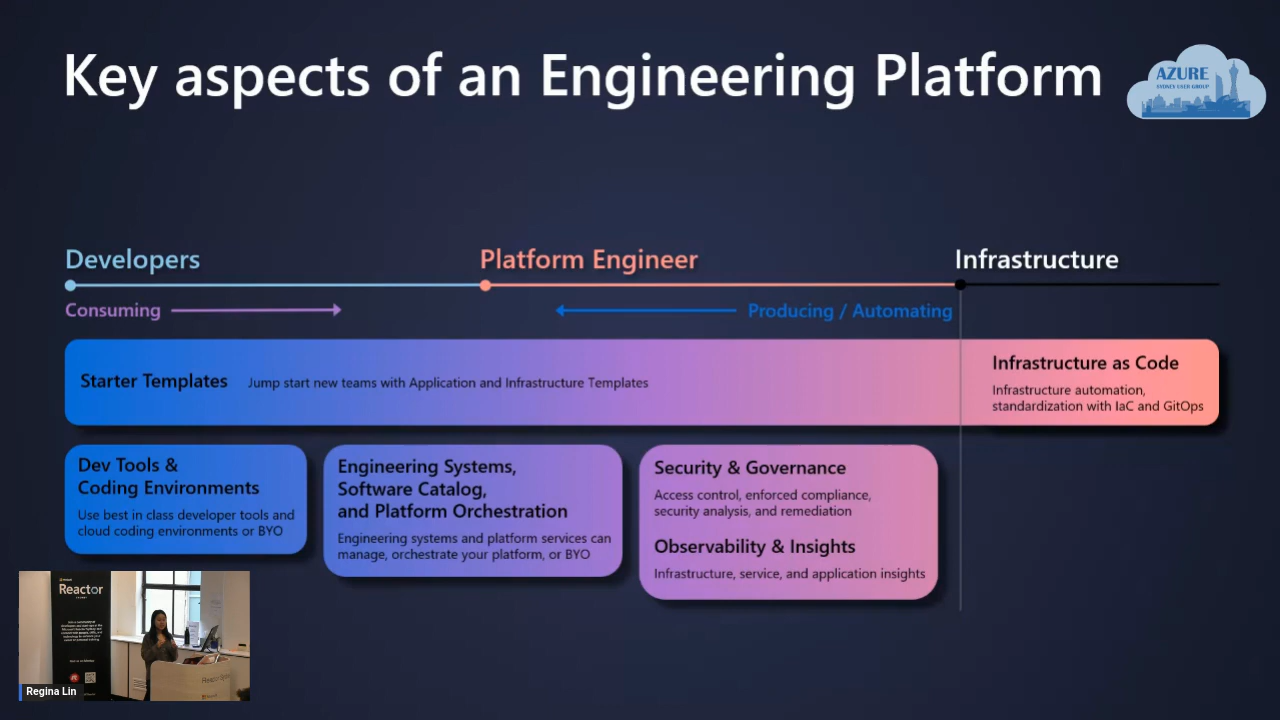 Key aspects of an Engineering Platform
AZURE
SYDNEY USER GROUP
Developers
Platform Engineer
Infrastructure
Consuming
Producing / Automating
Starter Templates
Jump start new teams with Application and Infrastructure Templates
Infrastructure as Code
Infrastructure automation,
standardization with IaC and GitOps
Dev Tools &
Coding Environments
Use best in class developer tools and
cloud coding environments or BYO
Engineering Systems,
Software Catalog,
and Platform Orchestration
Engineering systems and platform services can
manage, orchestrate your platform, or BYO
Security & Governance
Access control, enforced compliance,
security analysis, and remediation
Observability & Insights
Infrastructure, service, and application insights
Reactor
Regina Lin